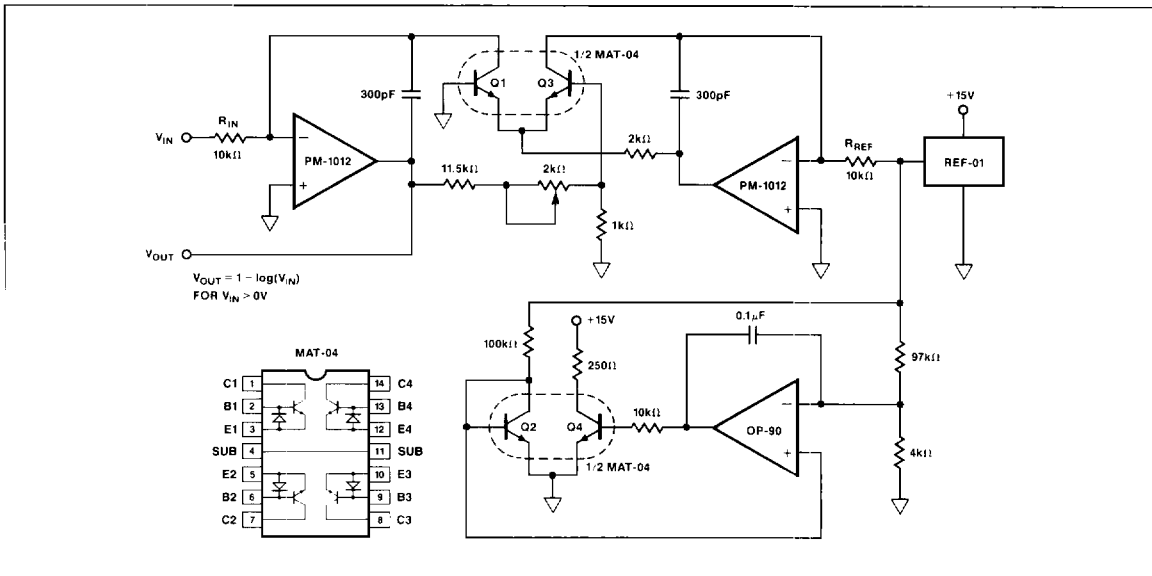 1/2 MAT-04
Q1
Q3
300pF
300pF
+15V
V_IN
R_IN
10kΩ
−
+
PM-1012
11.5kΩ
2kΩ
2kΩ
1kΩ
PM-1012
−
+
R_REF
10kΩ
REF-01
V_OUT
V_OUT = 1 − log(V_IN)
FOR V_IN > 0V
100kΩ
+15V
250Ω
0.1μF
97kΩ
Q2
Q4
10kΩ
OP-90
−
+
4kΩ
1/2 MAT-04
MAT-04
C1 1 14 C4
B1 2 13 B4
E1 3 12 E4
SUB 4 11 SUB
E2 5 10 E3
B2 6 9 B3
C2 7 8 C3